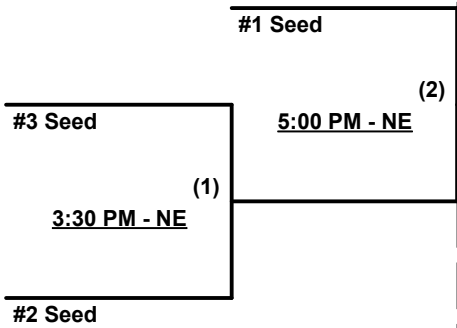 #1 Seed
(2)
5:00 PM - NE
#3 Seed
(1)
3:30 PM - NE
#2 Seed